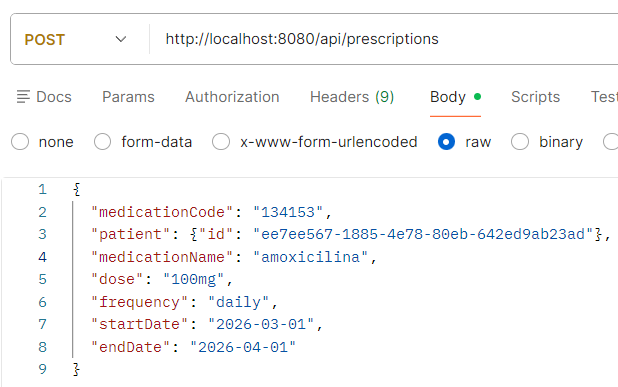 POST http://localhost:8080/api/prescriptions
Docs Params Authorization Headers (9) Body Scripts Test
none form-data x-www-form-urlencoded raw binary
1 {
2 "medicationCode": "134153",
3 "patient": {"id": "ee7ee567-1885-4e78-80eb-642ed9ab23ad"},
4 "medicationName": "amoxicilina",
5 "dose": "100mg",
6 "frequency": "daily",
7 "startDate": "2026-03-01",
8 "endDate": "2026-04-01"
9 }